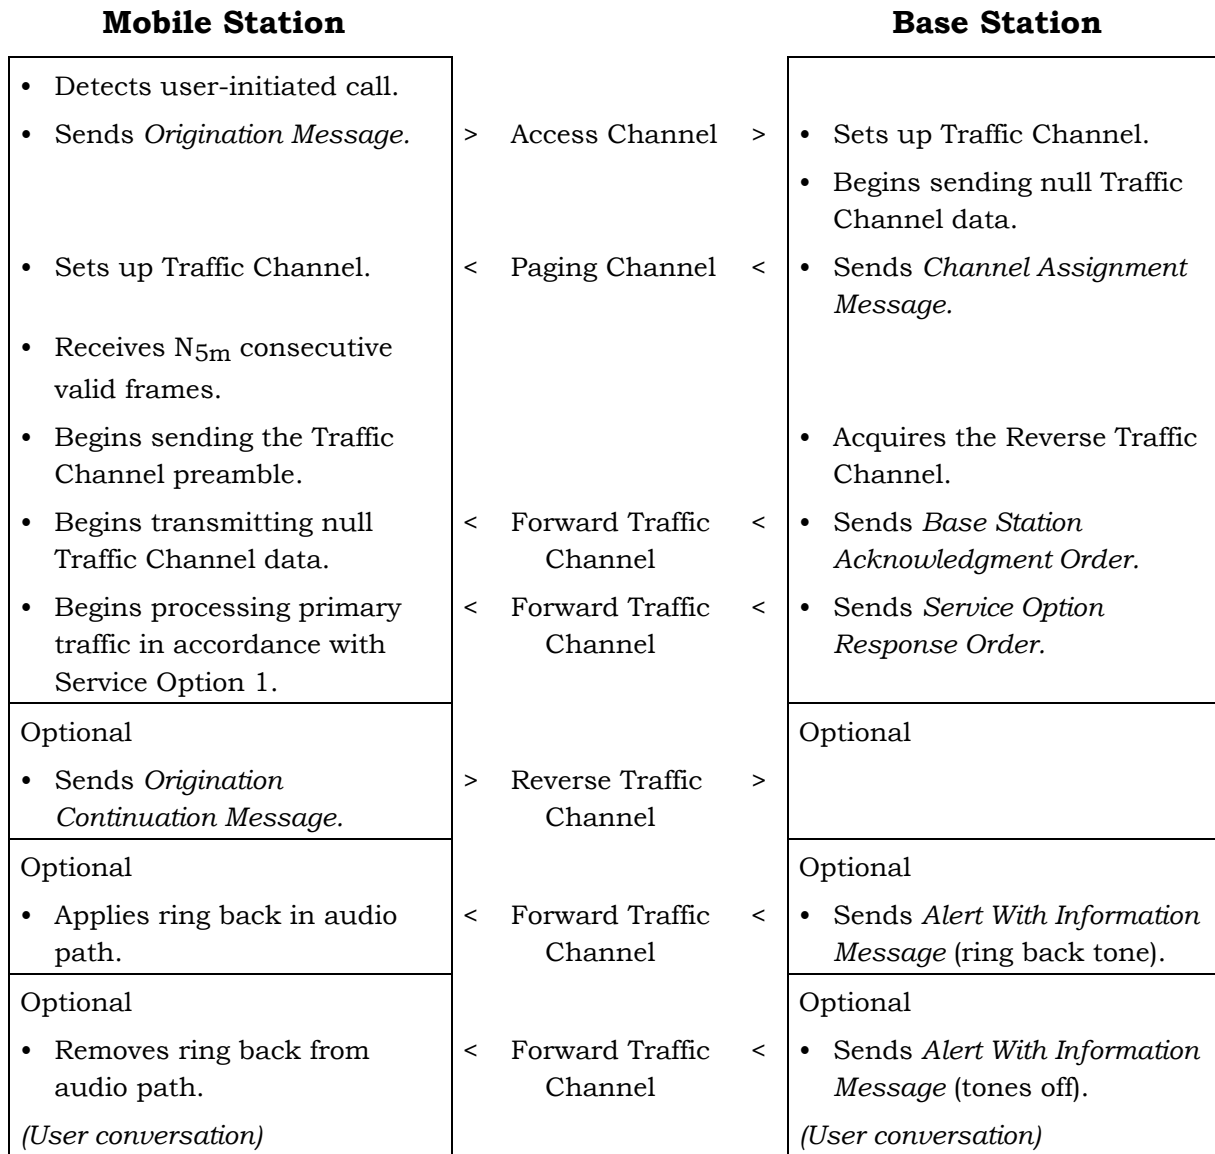 Mobile Station Base Station
• Detects user-initiated call.
• Sends Origination Message. > Access Channel > • Sets up Traffic Channel.
• Begins sending null Traffic
Channel data.
• Sets up Traffic Channel. < Paging Channel < • Sends Channel Assignment
Message.
• Receives N5m consecutive
valid frames.
• Begins sending the Traffic • Acquires the Reverse Traffic
Channel preamble. Channel.
• Begins transmitting null < Forward Traffic < • Sends Base Station
Traffic Channel data. Channel Acknowledgment Order.
• Begins processing primary < Forward Traffic < • Sends Service Option
traffic in accordance with Channel Response Order.
Service Option 1.
Optional Optional
• Sends Origination > Reverse Traffic >
Continuation Message. Channel
Optional Optional
• Applies ring back in audio < Forward Traffic < • Sends Alert With Information
path. Channel Message (ring back tone).
Optional Optional
• Removes ring back from < Forward Traffic < • Sends Alert With Information
audio path. Channel Message (tones off).
(User conversation) (User conversation)